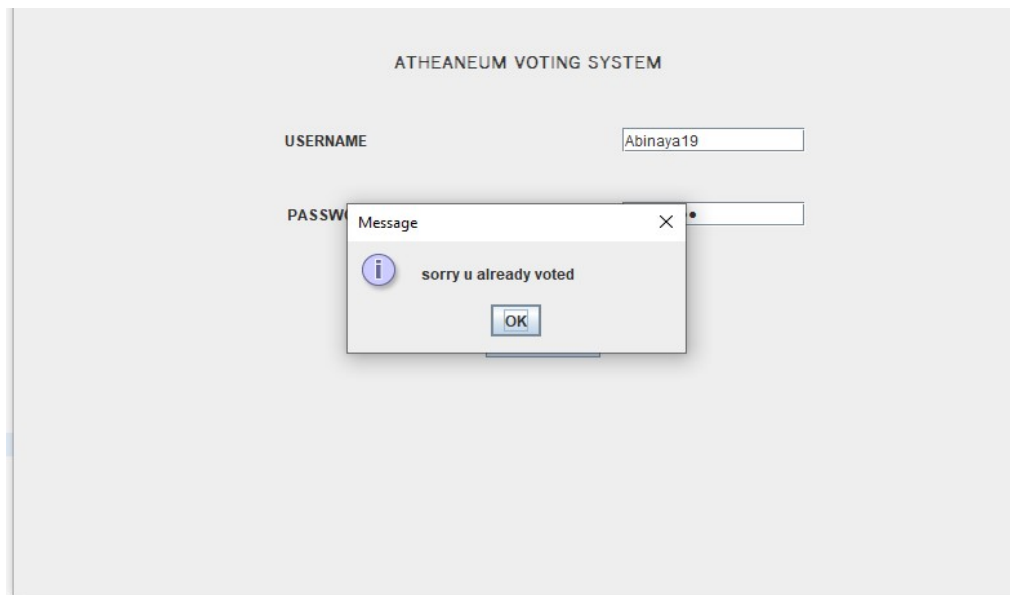 ATHEANEUM VOTING SYSTEM
USERNAME
Abinaya19
Message
sorry u already voted
OK